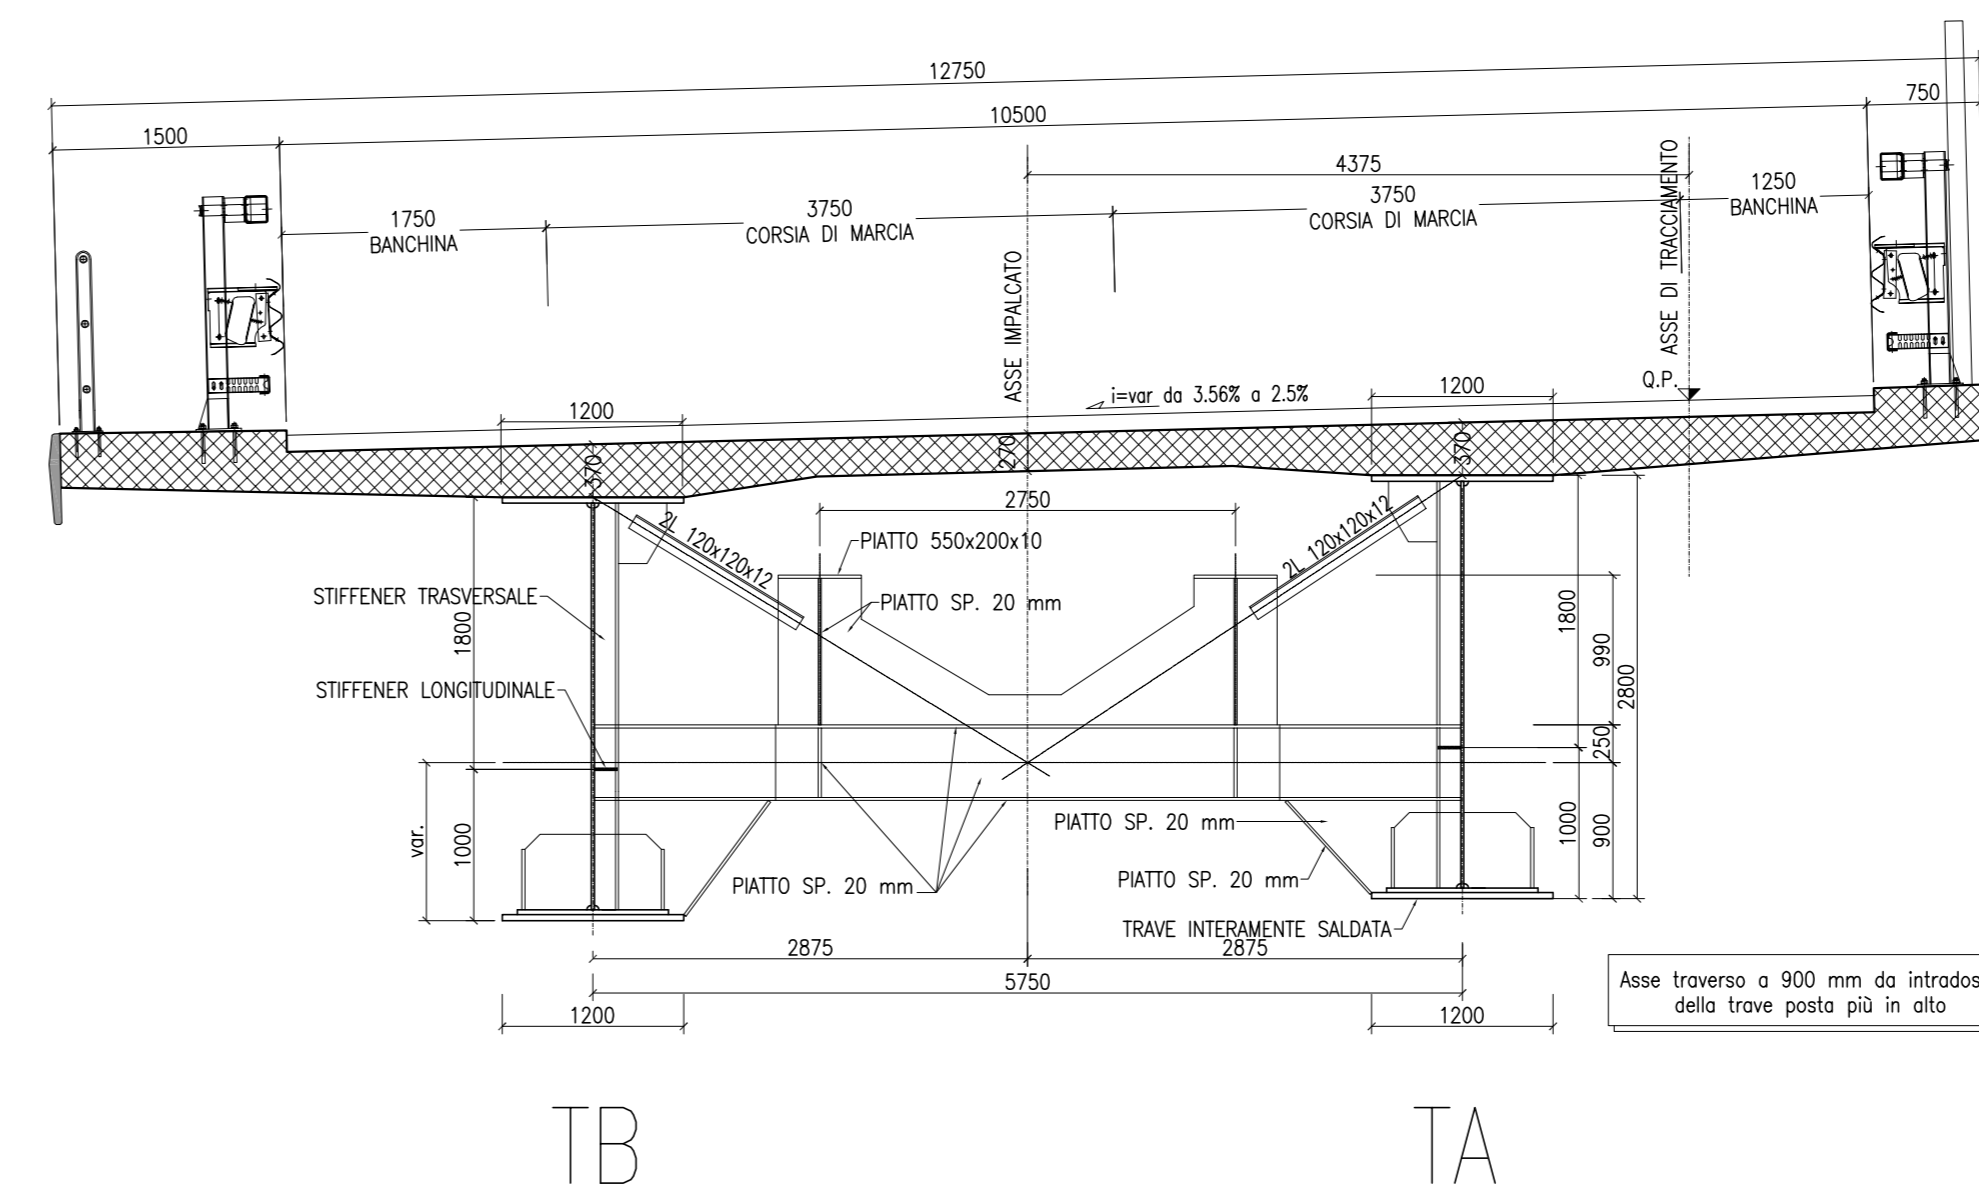 12750
750
10500
1500
4375
ASSE DI TRACCIAMENTO
1250
BANCHINA
3750
CORSIA DI MARCIA
3750
CORSIA DI MARCIA
1750
BANCHINA
ASSE IMPALCATO
Q.P.
i=var da 3.56% a 2.5%
1200
1200
370
270
370
2750
2L 120x120x12
2L 120x120x12
PIATTO 550x200x10
PIATTO SP. 20 mm
STIFFENER TRASVERSALE
1800
1800
990
2800
STIFFENER LONGITUDINALE
250
var.
1000
1000
900
PIATTO SP. 20 mm
PIATTO SP. 20 mm
PIATTO SP. 20 mm
TRAVE INTERAMENTE SALDATA
2875
2875
5750
1200
1200
Asse traverso a 900 mm da intrados
della trave posta più in alto
TB
TA